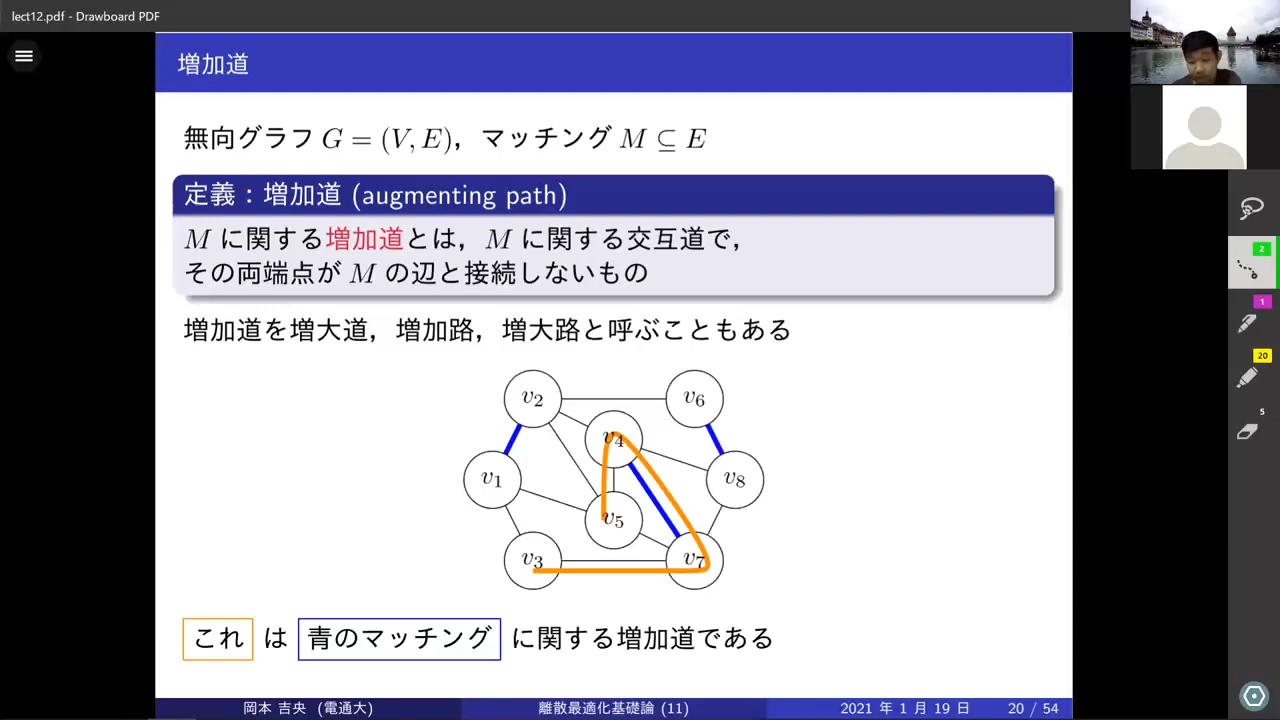 lect12.pdf - Drawboard PDF
増加道
無向グラフ G = (V, E), マッチング M ⊆ E
定義：増加道 (augmenting path)
M に関する増加道とは，M に関する交互道で，
その両端点が M の辺と接続しないもの
増加道を増大道，増加路，増大路と呼ぶこともある
v2
v6
v4
v1
v8
v5
v3
v7
これ は 青のマッチング に関する増加道である
岡本 吉央 (電通大)
離散最適化基礎論 (11)
2021 年 1 月 19 日
20 / 54
2
1
20
5